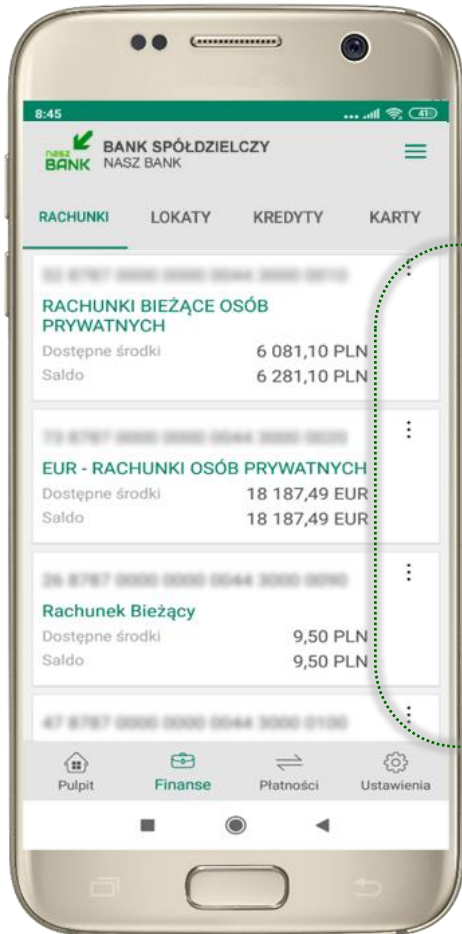 8:45
41
nasz BANK
BANK SPÓŁDZIELCZY
NASZ BANK
RACHUNKI LOKATY KREDYTY KARTY
RACHUNKI BIEŻĄCE OSÓB
PRYWATNYCH
Dostępne środki 6 081,10 PLN
Saldo 6 281,10 PLN
EUR - RACHUNKI OSÓB PRYWATNYCH
Dostępne środki 18 187,49 EUR
Saldo 18 187,49 EUR
Rachunek Bieżący
Dostępne środki 9,50 PLN
Saldo 9,50 PLN
Pulpit Finanse Płatności Ustawienia